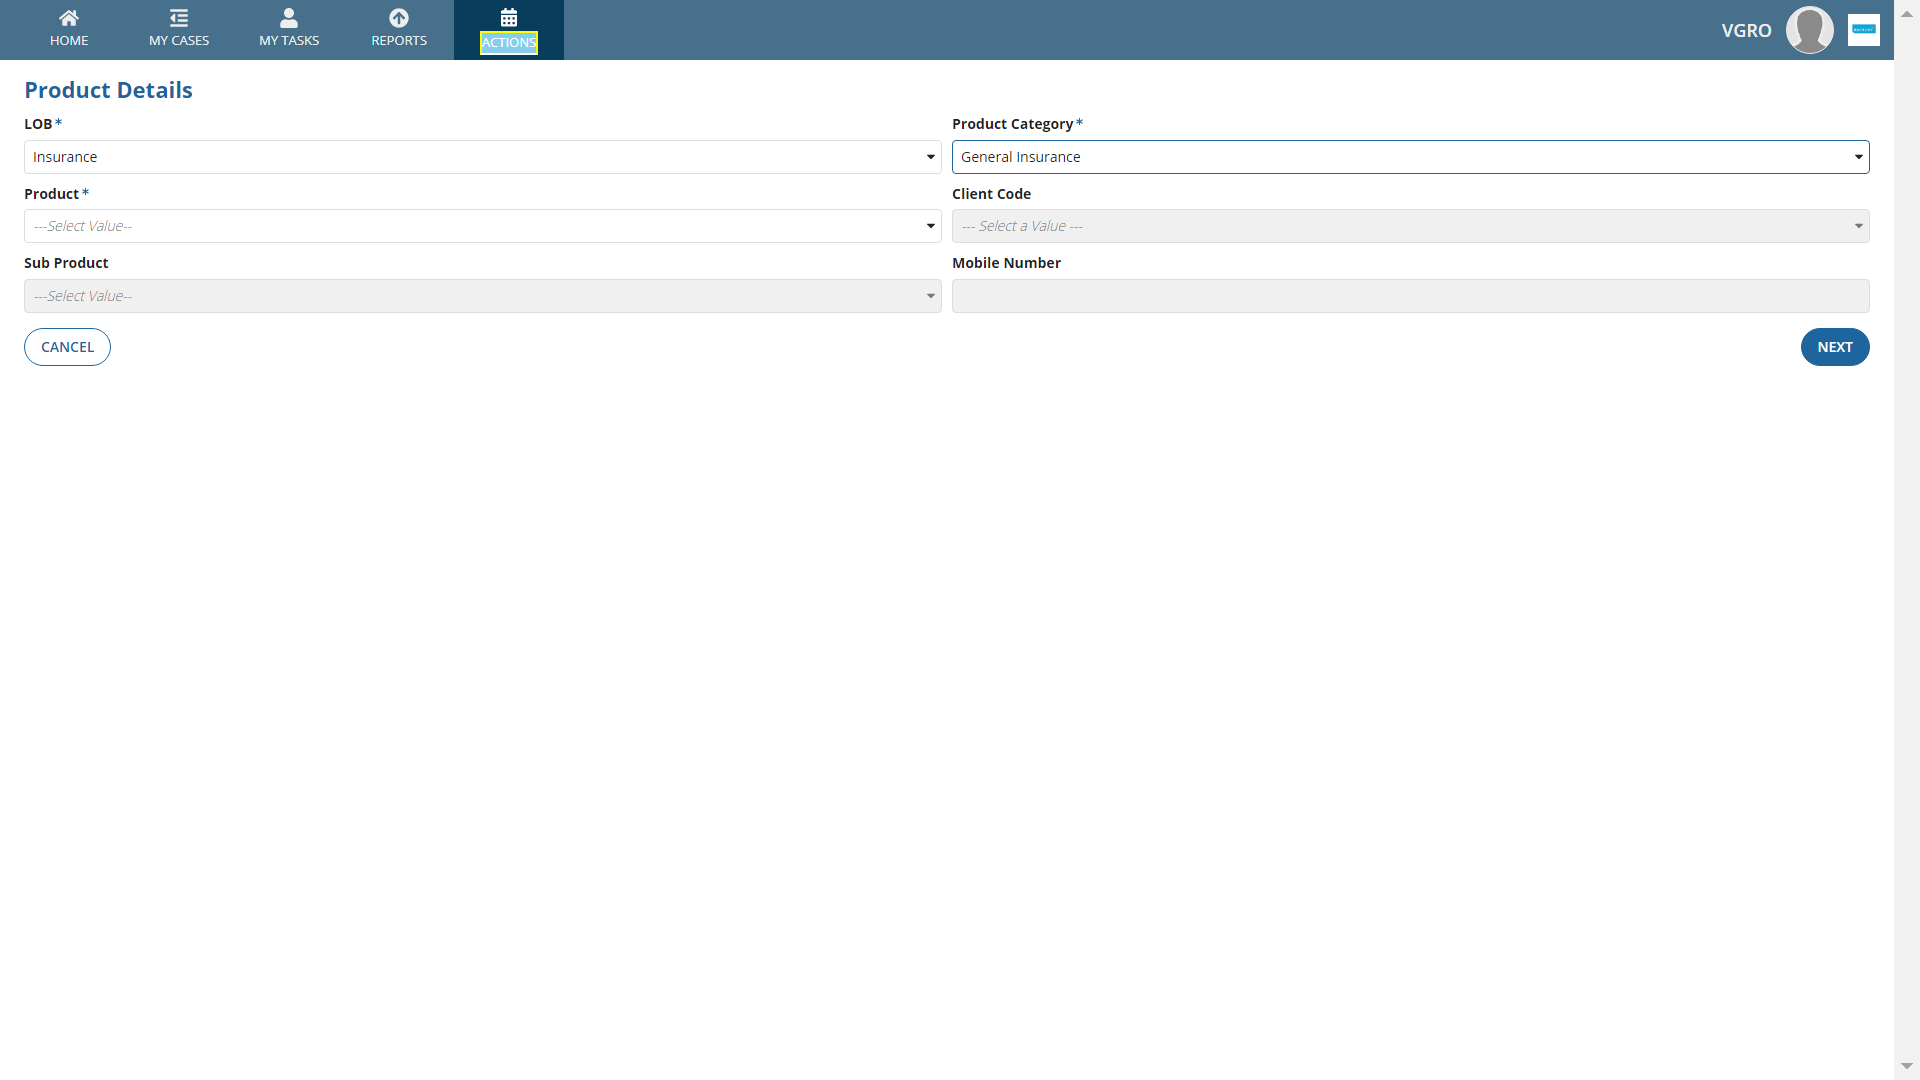 HOME
MY CASES
MY TASKS
REPORTS
ACTIONS
VGRO
Product Details
LOB*
Product Category*
Insurance
General Insurance
Product*
Client Code
---Select Value--
--- Select a Value ---
Sub Product
Mobile Number
---Select Value--
CANCEL
NEXT